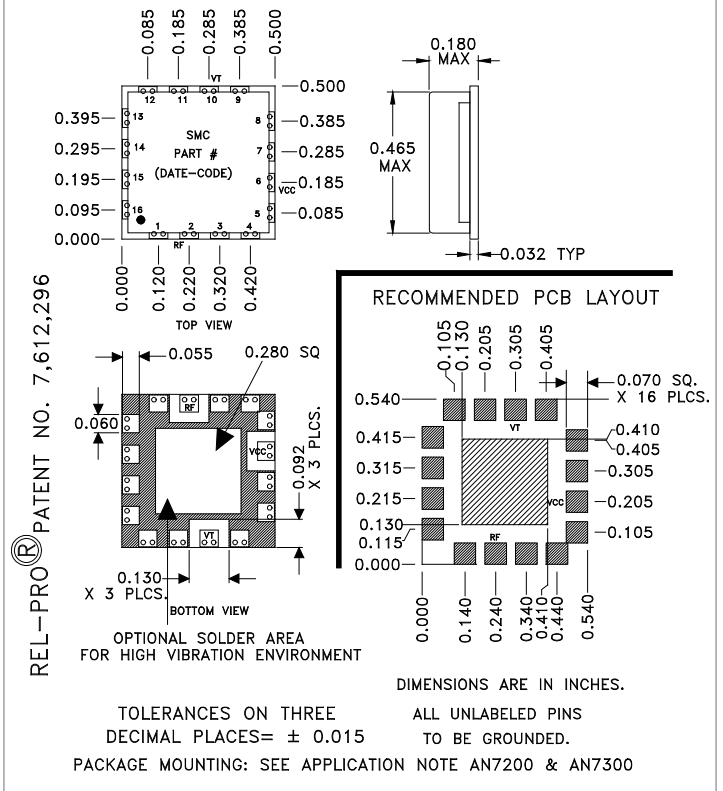 0.085
0.185
0.285
0.385
0.500
VT
12
11
10
9
0.500
0.395
13
8
0.385
SMC
0.295
14
PART #
7
0.285
(DATE-CODE)
0.195
15
6
0.185
VCC
0.095
16
5
0.085
1
2
3
4
0.000
RF
0.000
0.120
0.220
0.320
0.420
TOP VIEW
0.180
MAX
0.465
MAX
0.032 TYP
REL-PRO® PATENT NO. 7,612,296
0.055
0.280 SQ
RF
0.060
VCC
0.092
X 3 PLCS.
VT
0.130
X 3 PLCS.
BOTTOM VIEW
OPTIONAL SOLDER AREA
FOR HIGH VIBRATION ENVIRONMENT
RECOMMENDED PCB LAYOUT
0.105
0.130
0.205
0.305
0.405
0.070 SQ.
X 16 PLCS.
0.540
VT
0.415
0.410
0.405
0.315
0.305
0.215
VCC
0.205
0.130
0.115
RF
0.105
0.000
0.000
0.140
0.240
0.340
0.410
0.440
0.540
DIMENSIONS ARE IN INCHES.
TOLERANCES ON THREE
DECIMAL PLACES= ± 0.015
ALL UNLABELED PINS
TO BE GROUNDED.
PACKAGE MOUNTING: SEE APPLICATION NOTE AN7200 & AN7300